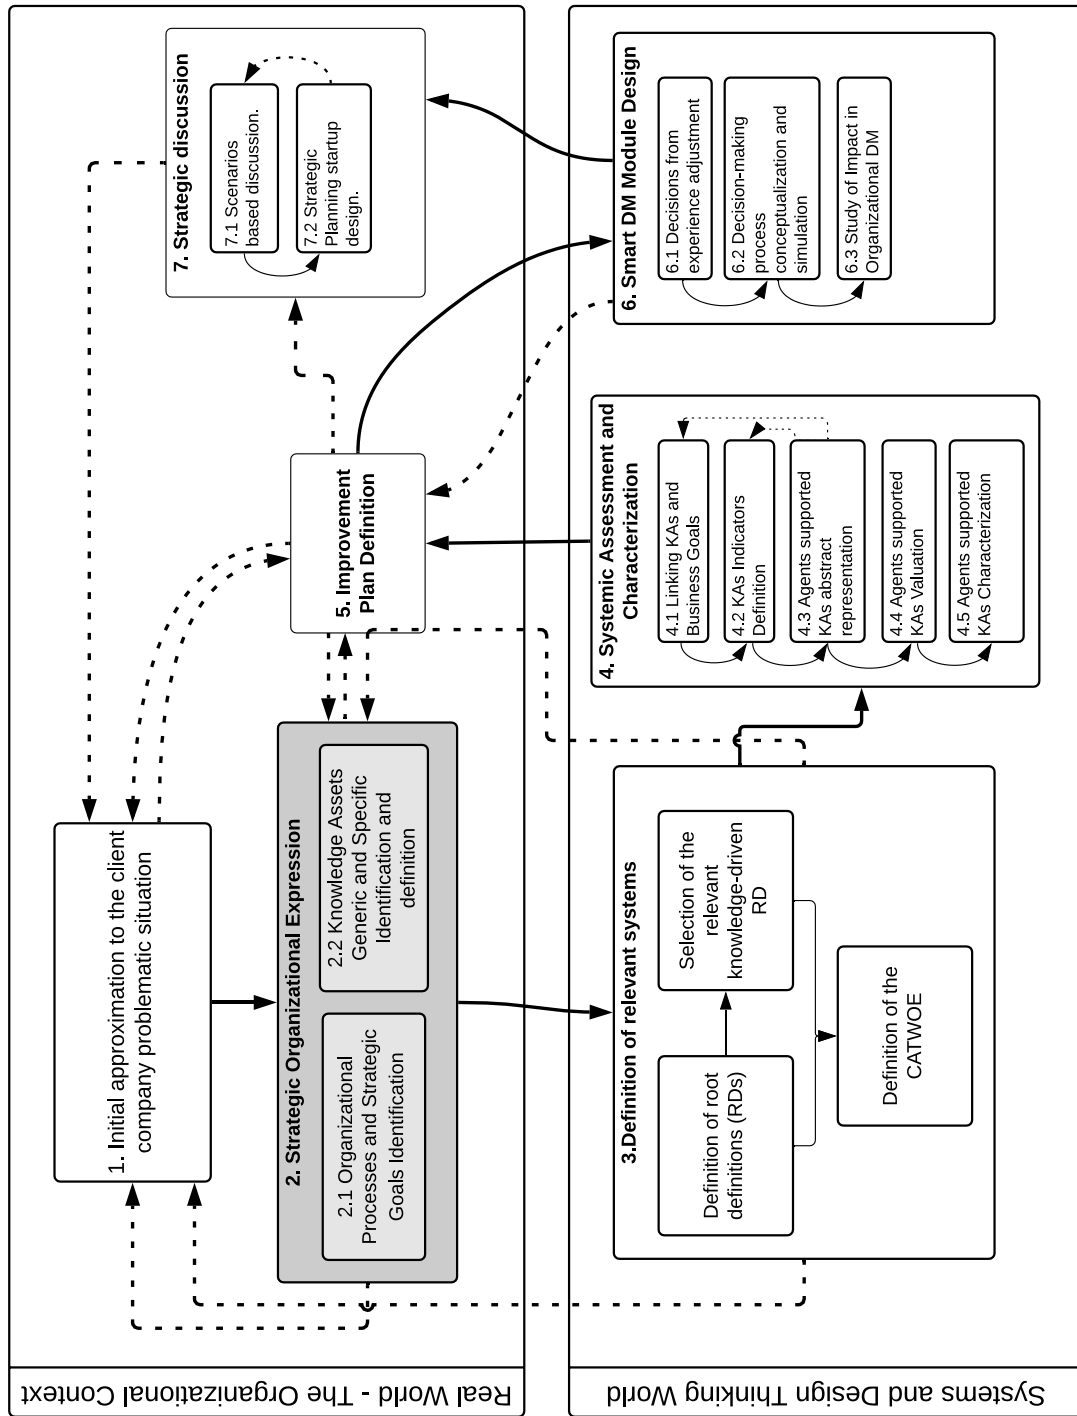 Real World - The Organizational Context
1. Initial approximation to the client
company problematic situation
2. Strategic Organizational Expression
2.1 Organizational
Processes and Strategic
Goals Identification
2.2 Knowledge Assets
Generic and Specific
Identification and
definition
5. Improvement
Plan Definition
7. Strategic discussion
7.1 Scenarios
based discussion.
7.2 Strategic
Planning startup
design.
Systems and Design Thinking World
3.Definition of relevant systems
Definition of root
definitions (RDs)
Selection of the
relevant
knowledge-driven
RD
Definition of the
CATWOE
4. Systemic Assessment and
Characterization
4.1 Linking KAs and
Business Goals
4.2 KAs Indicators
Definition
4.3 Agents supported
KAs abstract
representation
4.4 Agents supported
KAs Valuation
4.5 Agents supported
KAs Characterization
6. Smart DM Module Design
6.1 Decisions from
experience adjustment
6.2 Decision-making
process
conceptualization and
simulation
6.3 Study of Impact in
Organizational DM